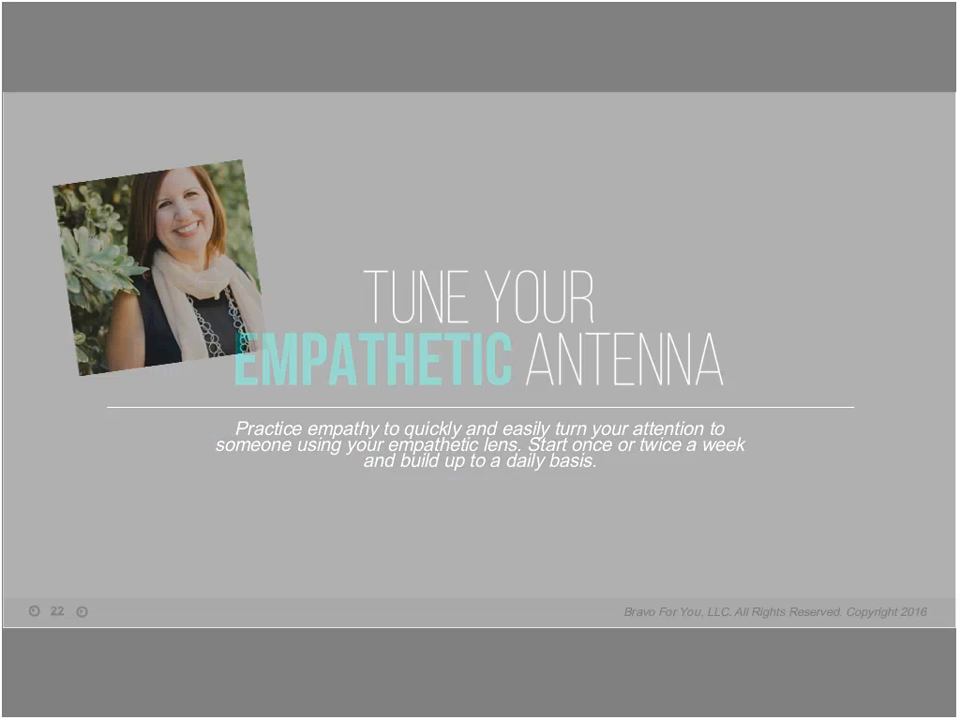 TUNE YOUR
EMPATHETIC ANTENNA
Practice empathy to quickly and easily turn your attention to
someone using your empathetic lens. Start once or twice a week
and build up to a daily basis.
22
Bravo For You, LLC. All Rights Reserved. Copyright 2016